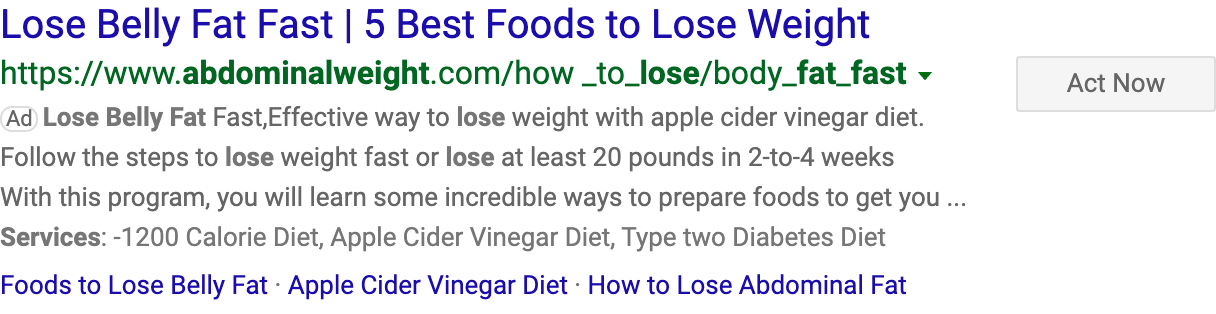 Lose Belly Fat Fast | 5 Best Foods to Lose Weight
https://www.abdominalweight.com/how _to_lose/body_fat_fast
Act Now
Ad Lose Belly Fat Fast,Effective way to lose weight with apple cider vinegar diet.
Follow the steps to lose weight fast or lose at least 20 pounds in 2-to-4 weeks
With this program, you will learn some incredible ways to prepare foods to get you ...
Services: -1200 Calorie Diet, Apple Cider Vinegar Diet, Type two Diabetes Diet
Foods to Lose Belly Fat · Apple Cider Vinegar Diet · How to Lose Abdominal Fat